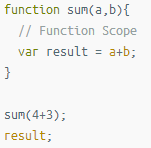 function sum(a,b){
  // Function Scope
  var result = a+b;
}

sum(4+3);
result;